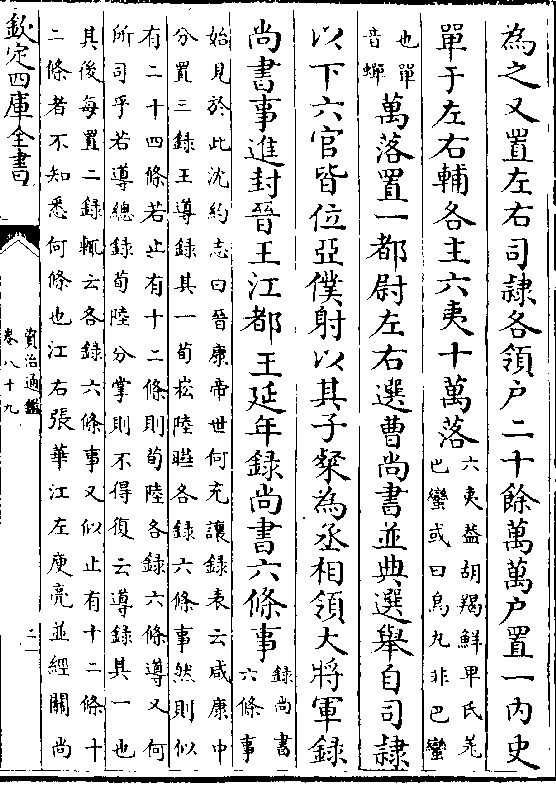 為之又置左右司隷各領户二十餘萬萬户置一内史
單于左右輔各主六夷十萬落六夷蓋胡羯鮮卑氐羌
巴蠻或曰烏丸非巴蠻
也單
音蟬
萬落置一都尉左右選曹尚書並典選舉自司隷
以下六官皆位亞僕射以其子粲為丞相領大將軍録
尚書事進封晉王江都王延年録尚書六條事録尚書
六條事
始見於此沈約志曰晉康帝世何充讓録表云咸康中
分置三録王導録其一荀崧陸瞱各録六條事然則似
有二十四條若止有十二條則荀陸各録六條導又何
所司乎若導總録荀陸分掌則不得復云導録其一也
其後每置二録輒云各録六條事又似止有十二條十
二條者不知悉何條也江右張華江左庾亮並經關尚
欽定四庫全書
資治通鑑
卷八十九
二